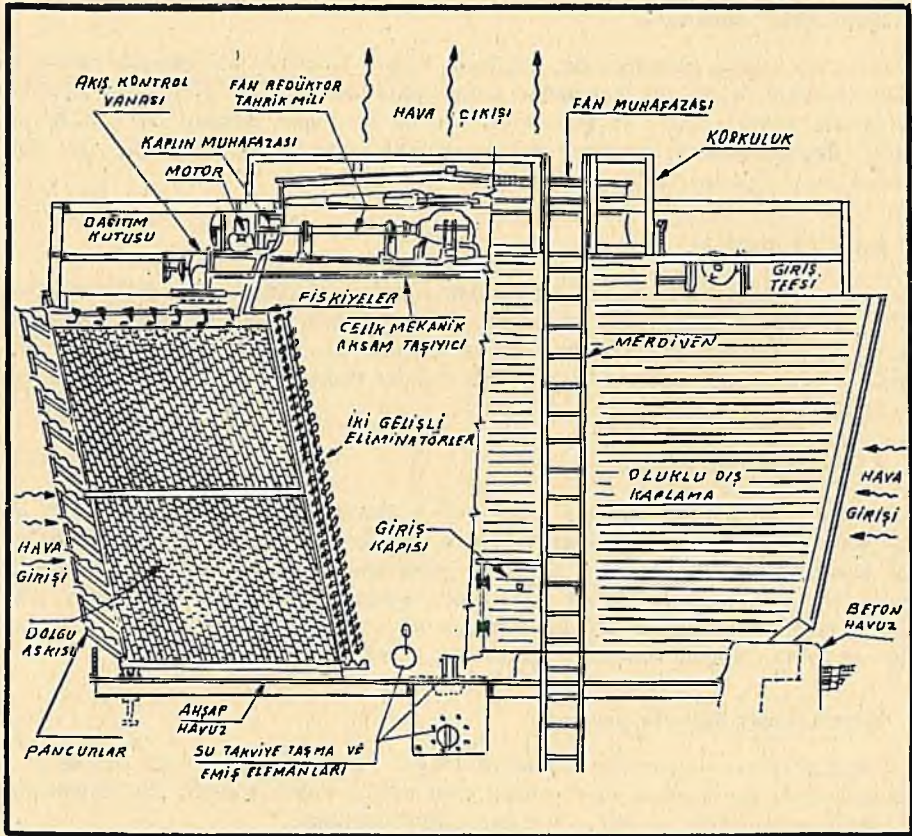 AKIŞ KONTROL
VANASI
FAN REDÜKTÖR
TAHRİK MİLİ
HAVA ÇIKIŞI
FAN MUHAFAZASI
KORKULUK
KAPLIN MUHAFAZASI
MOTOR
DAĞITIM
KUTUSU
GİRİŞ
TEESİ
FISKIYELER
ÇELİK MEKANİK
AKSAM TAŞIYICI
MERDİVEN
İKİ GELİŞLİ
ELİMİNATÖRLER
OLUKLU DIŞ
KAPLAMA
HAVA
GİRİŞİ
GİRİŞ
KAPISI
HAVA
GİRİŞİ
DOLGU
ASKISI
BETON
HAVUZ
AHŞAP
HAVUZ
PANCURLAR
SU TAKVİYE TAŞMA VE
EMİŞ ELEMANLARI